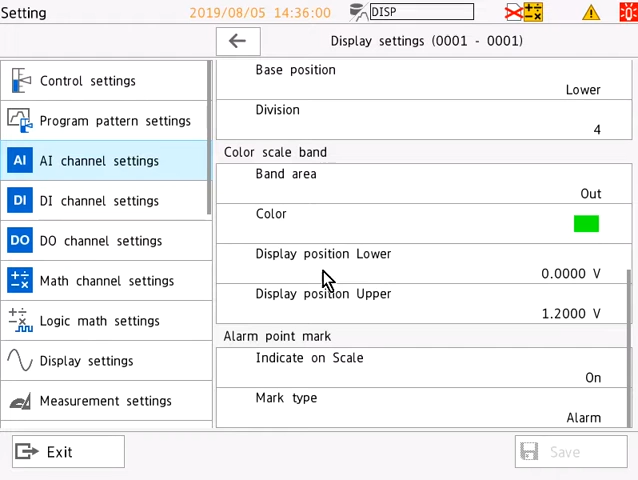 Setting
2019/08/05 14:36:00
DISP
Display settings (0001 - 0001)
Control settings
Program pattern settings
AI AI channel settings
DI DI channel settings
DO DO channel settings
Math channel settings
Logic math settings
Display settings
Measurement settings
Base position
Lower
Division
4
Color scale band
Band area
Out
Color
Display position Lower
0.0000 V
Display position Upper
1.2000 V
Alarm point mark
Indicate on Scale
On
Mark type
Alarm
Exit
Save